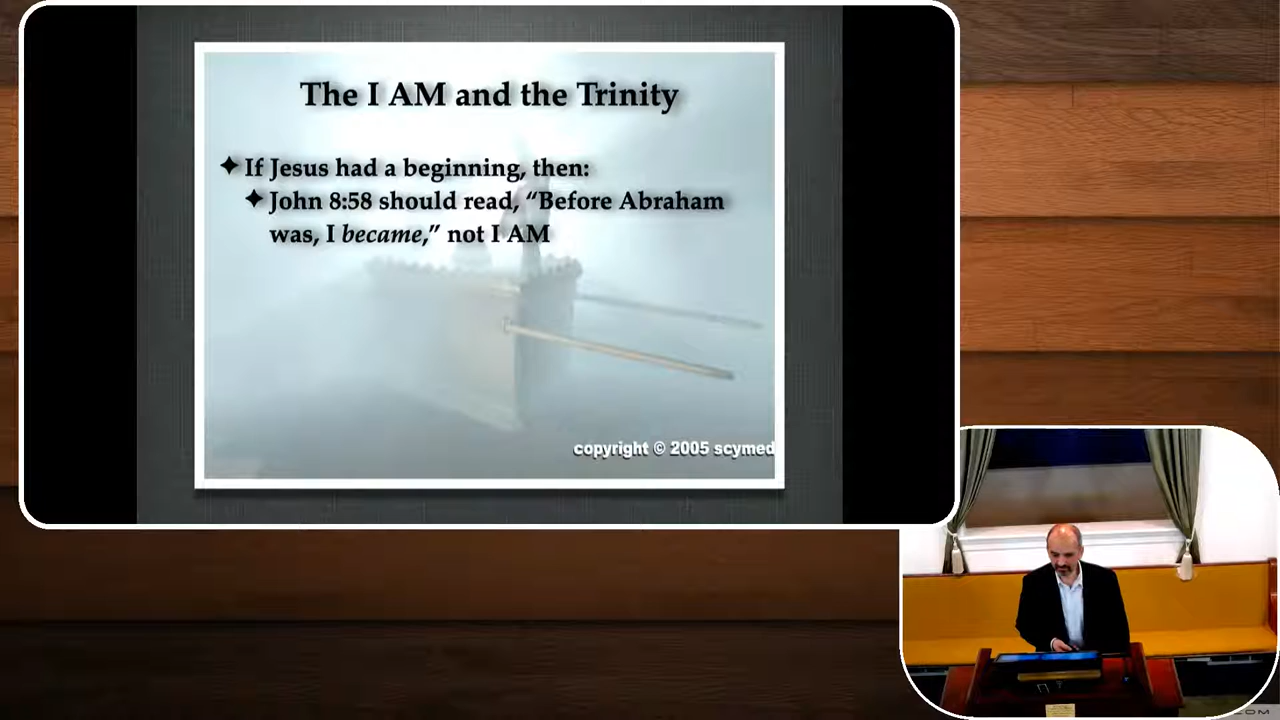 The I AM and the Trinity
✦ If Jesus had a beginning, then:
✦ John 8:58 should read, “Before Abraham
was, I became,” not I AM
copyright © 2005 scymed